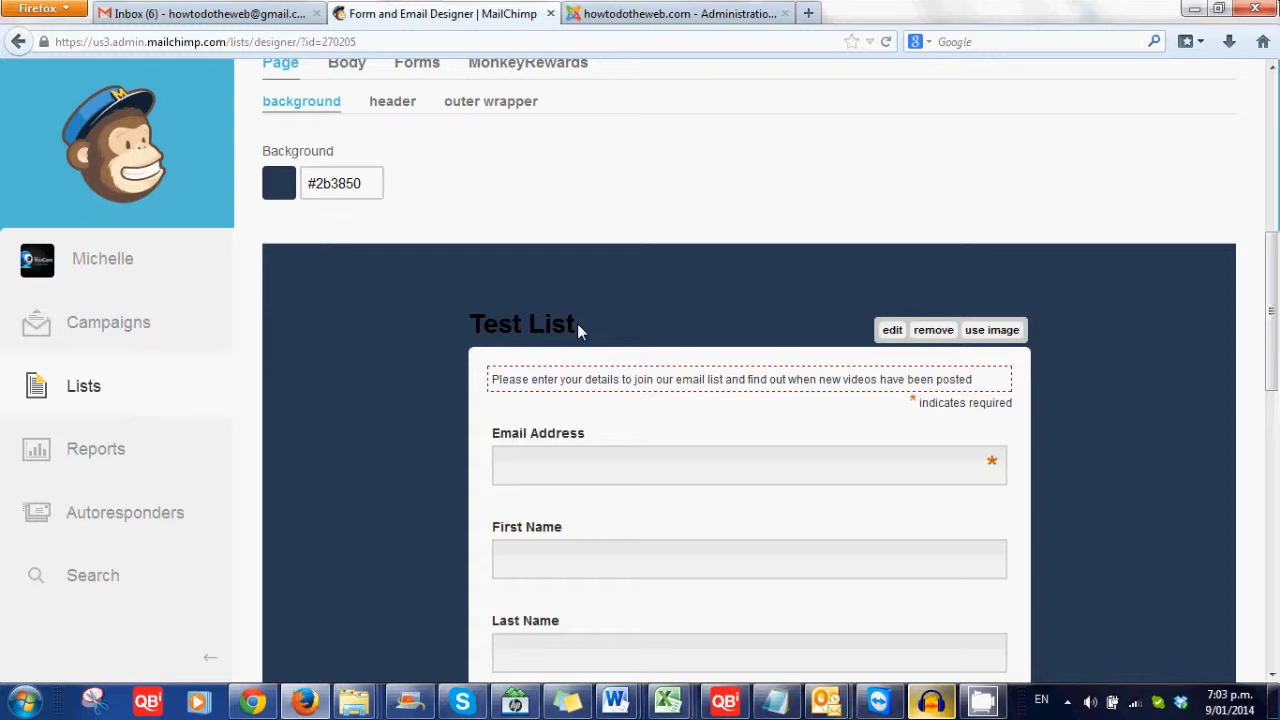 Firefox
Inbox (6) - howtodotheweb@gmail.c...
Form and Email Designer | MailChimp
howtodotheweb.com - Administratio...
https://us3.admin.mailchimp.com/lists/designer/?id=270205
Google
Page Body Forms MonkeyRewards
background header outer wrapper
Background
#2b3850
Michelle
Campaigns
Lists
Reports
Autoresponders
Search
Test List
edit remove use image
Please enter your details to join our email list and find out when new videos have been posted
* indicates required
Email Address
*
First Name
Last Name
EN
7:03 p.m.
9/01/2014